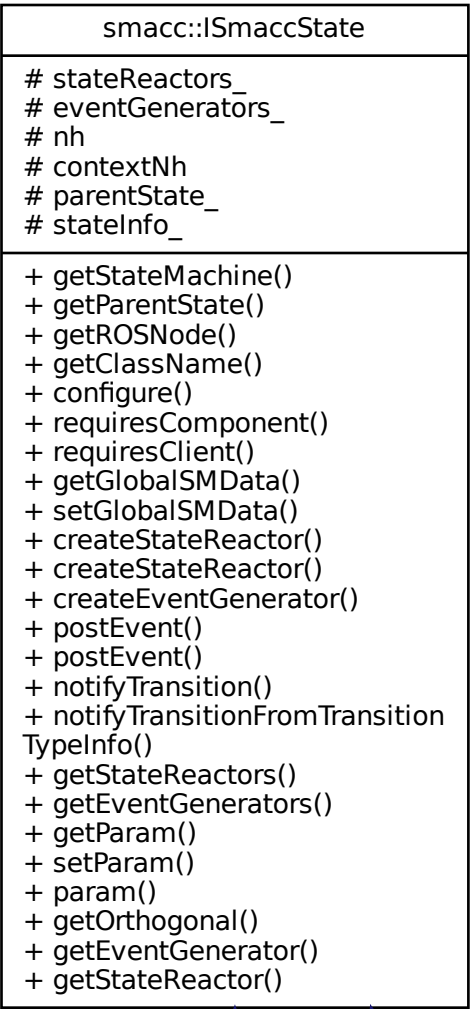 smacc::ISmaccState
# stateReactors_
# eventGenerators_
# nh
# contextNh
# parentState_
# stateInfo_
+ getStateMachine()
+ getParentState()
+ getROSNode()
+ getClassName()
+ configure()
+ requiresComponent()
+ requiresClient()
+ getGlobalSMData()
+ setGlobalSMData()
+ createStateReactor()
+ createStateReactor()
+ createEventGenerator()
+ postEvent()
+ postEvent()
+ notifyTransition()
+ notifyTransitionFromTransition
TypeInfo()
+ getStateReactors()
+ getEventGenerators()
+ getParam()
+ setParam()
+ param()
+ getOrthogonal()
+ getEventGenerator()
+ getStateReactor()